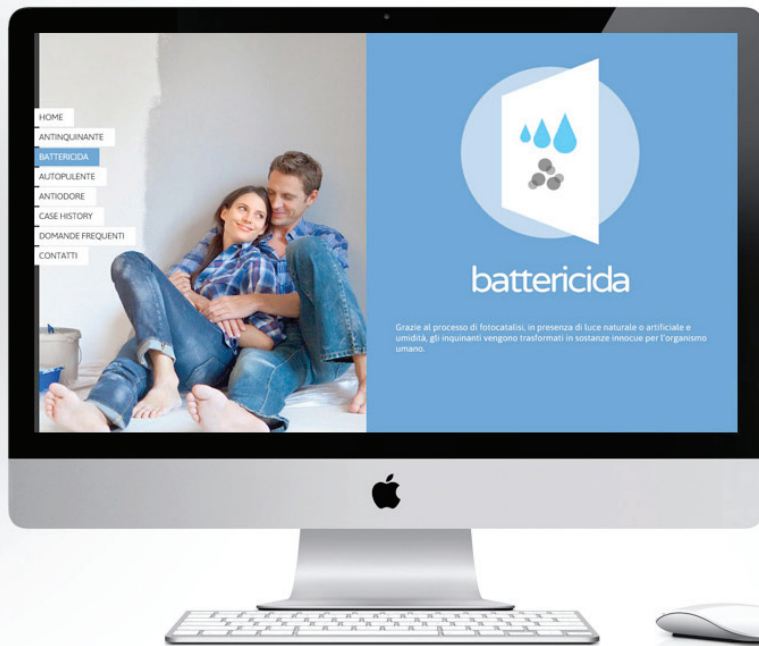 HOME
ANTINQUINANTE
BATTERICIDA
AUTOPULENTE
ANTIODORE
CASE HISTORY
DOMANDE FREQUENTI
CONTATTI
battericida
Grazie al processo di fotocatalisi, in presenza di luce naturale o artificiale e
umidità, gli inquinanti vengono trasformati in sostanze innocue per l'organismo
umano.